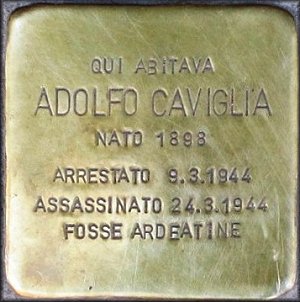 QUI ABITAVA
ADOLFO CAVIGLIA
NATO 1898
ARRESTATO 9.3.1944
ASSASSINATO 24.3.1944
FOSSE ARDEATINE